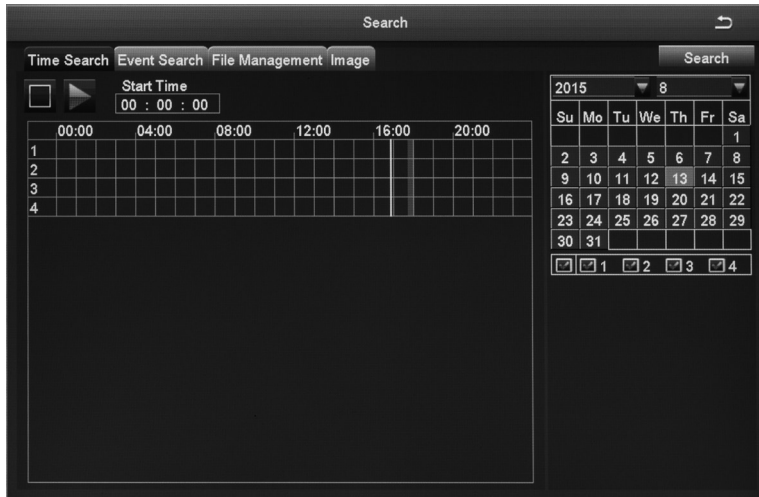 Search
Time Search Event Search File Management Image
Search
Start Time
00 : 00 : 00
00:00 04:00 08:00 12:00 16:00 20:00
1
2
3
4
2015 8
Su Mo Tu We Th Fr Sa
1
2 3 4 5 6 7 8
9 10 11 12 13 14 15
16 17 18 19 20 21 22
23 24 25 26 27 28 29
30 31
1 2 3 4